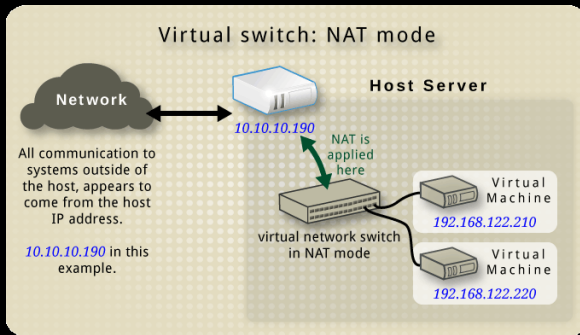 Virtual switch: NAT mode
Network
Host Server
10.10.10.190
NAT is
applied
here
All communication to
systems outside of
the host, appears to
come from the host
IP address.
10.10.10.190 in this
example.
virtual network switch
in NAT mode
Virtual
Machine
192.168.122.210
Virtual
Machine
192.168.122.220